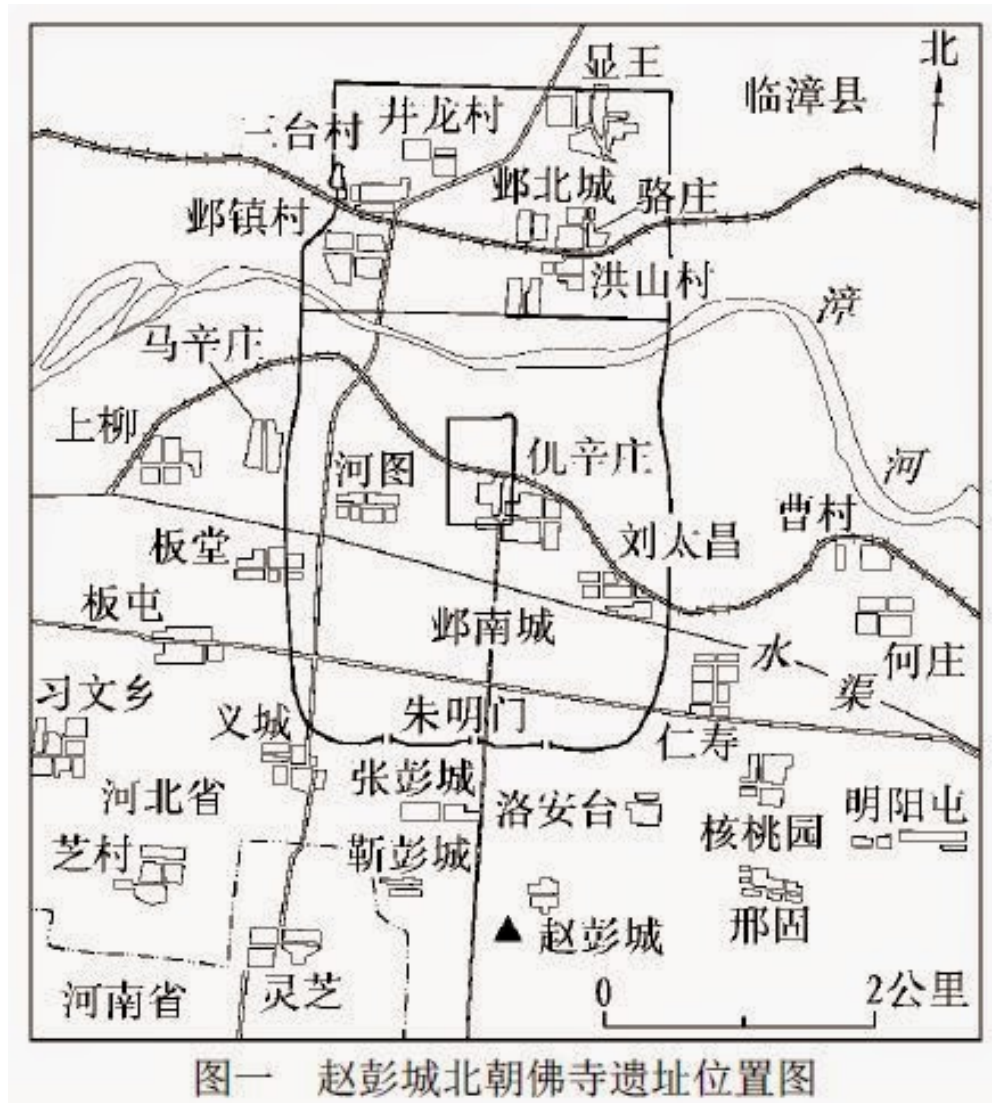 显王
北
临漳县
井龙村
三台村
邺北城
骆庄
邺镇村
洪山村
漳
马辛庄
上柳
河图
仉辛庄
河
曹村
板堂
刘太昌
板屯
邺南城
水
何庄
渠
习文乡
义城
朱明门
仁寿
张彭城
洛安台
河北省
核桃园
明阳屯
芝村
靳彭城
赵彭城
邢固
河南省
灵芝
0
2公里
图一 赵彭城北朝佛寺遗址位置图